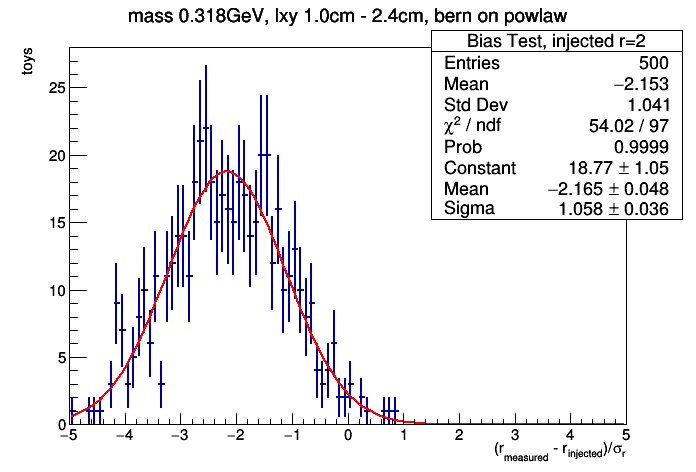 mass 0.318GeV, lxy 1.0cm - 2.4cm, bern on powlaw
toys
Bias Test, injected r=2
Entries 500
Mean −2.153
Std Dev 1.041
χ² / ndf 54.02 / 97
Prob 0.9999
Constant 18.77 ± 1.05
Mean −2.165 ± 0.048
Sigma 1.058 ± 0.036
25
20
15
10
5
0
−5 −4 −3 −2 −1 0 1 2 3 4 5
(r_measured - r_injected)/σ_r